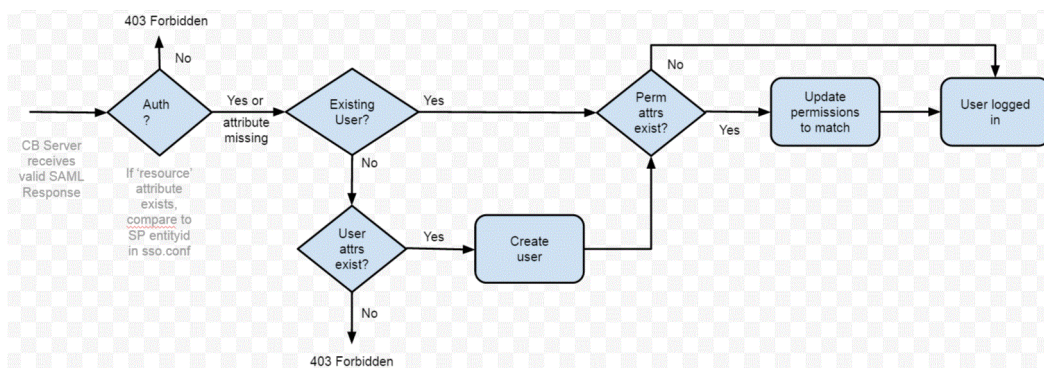 403 Forbidden
No
Auth
?
Yes or
attribute
missing
CB Server
receives
valid SAML
Response
If 'resource'
attribute
exists,
compare to
SP entityid
in sso.conf
Existing
User?
Yes
No
User
attrs
exist?
Yes
Create
user
No
403 Forbidden
Perm
attrs
exist?
No
Yes
Update
permissions
to match
User logged
in